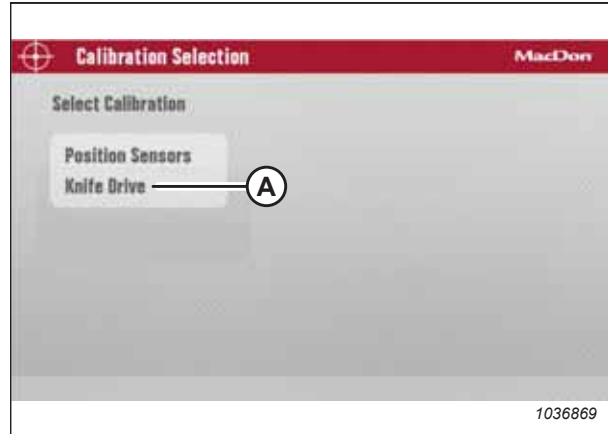 Calibration Selection MacDon
Select Calibration
Position Sensors
Knife Drive A
1036869